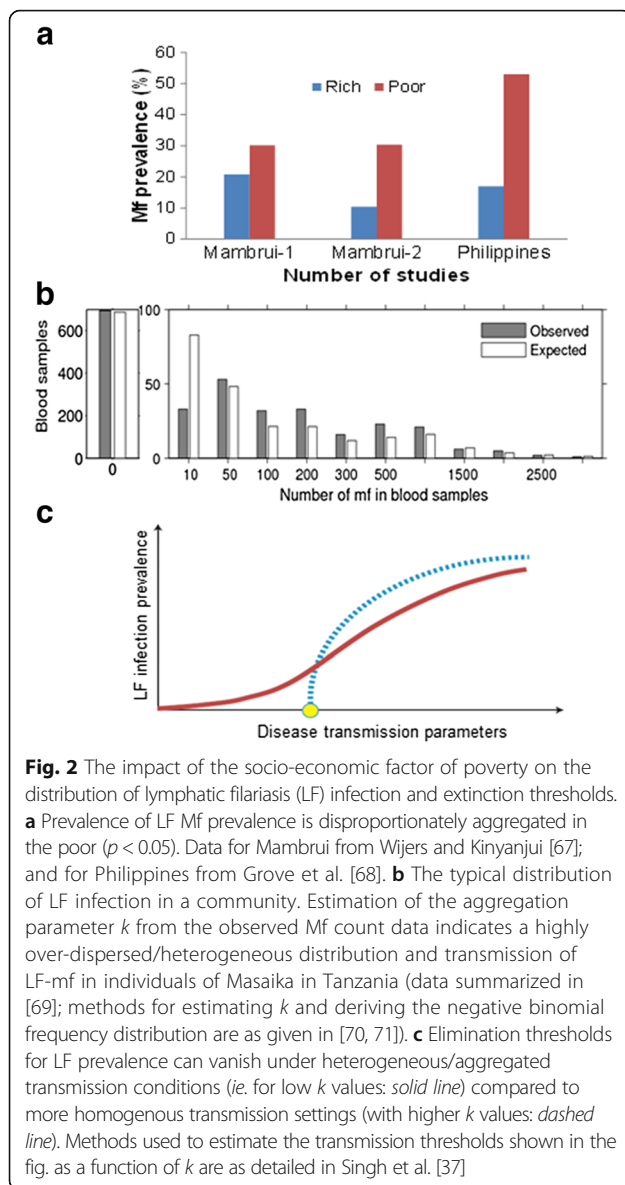 a
60
50
40
30
20
10
0
Mf prevalence (%)
Rich
Poor
Mambrui-1
Mambrui-2
Philippines
Number of studies
b
600
400
200
0
Blood samples
0
100
50
0
Observed
Expected
10
50
100
200
300
500
1500
2500
Number of mf in blood samples
c
LF infection prevalence
Disease transmission parameters
Fig. 2 The impact of the socio-economic factor of poverty on the
distribution of lymphatic filariasis (LF) infection and extinction thresholds.
a Prevalence of LF Mf prevalence is disproportionately aggregated in
the poor (p < 0.05). Data for Mambrui from Wijers and Kinyanjui [67];
and for Philippines from Grove et al. [68]. b The typical distribution
of LF infection in a community. Estimation of the aggregation
parameter k from the observed Mf count data indicates a highly
over-dispersed/heterogeneous distribution and transmission of
LF-mf in individuals of Masaika in Tanzania (data summarized in
[69]; methods for estimating k and deriving the negative binomial
frequency distribution are as given in [70, 71]). c Elimination thresholds
for LF prevalence can vanish under heterogeneous/aggregated
transmission conditions (ie. for low k values: solid line) compared to
more homogenous transmission settings (with higher k values: dashed
line). Methods used to estimate the transmission thresholds shown in the
fig. as a function of k are as detailed in Singh et al. [37]